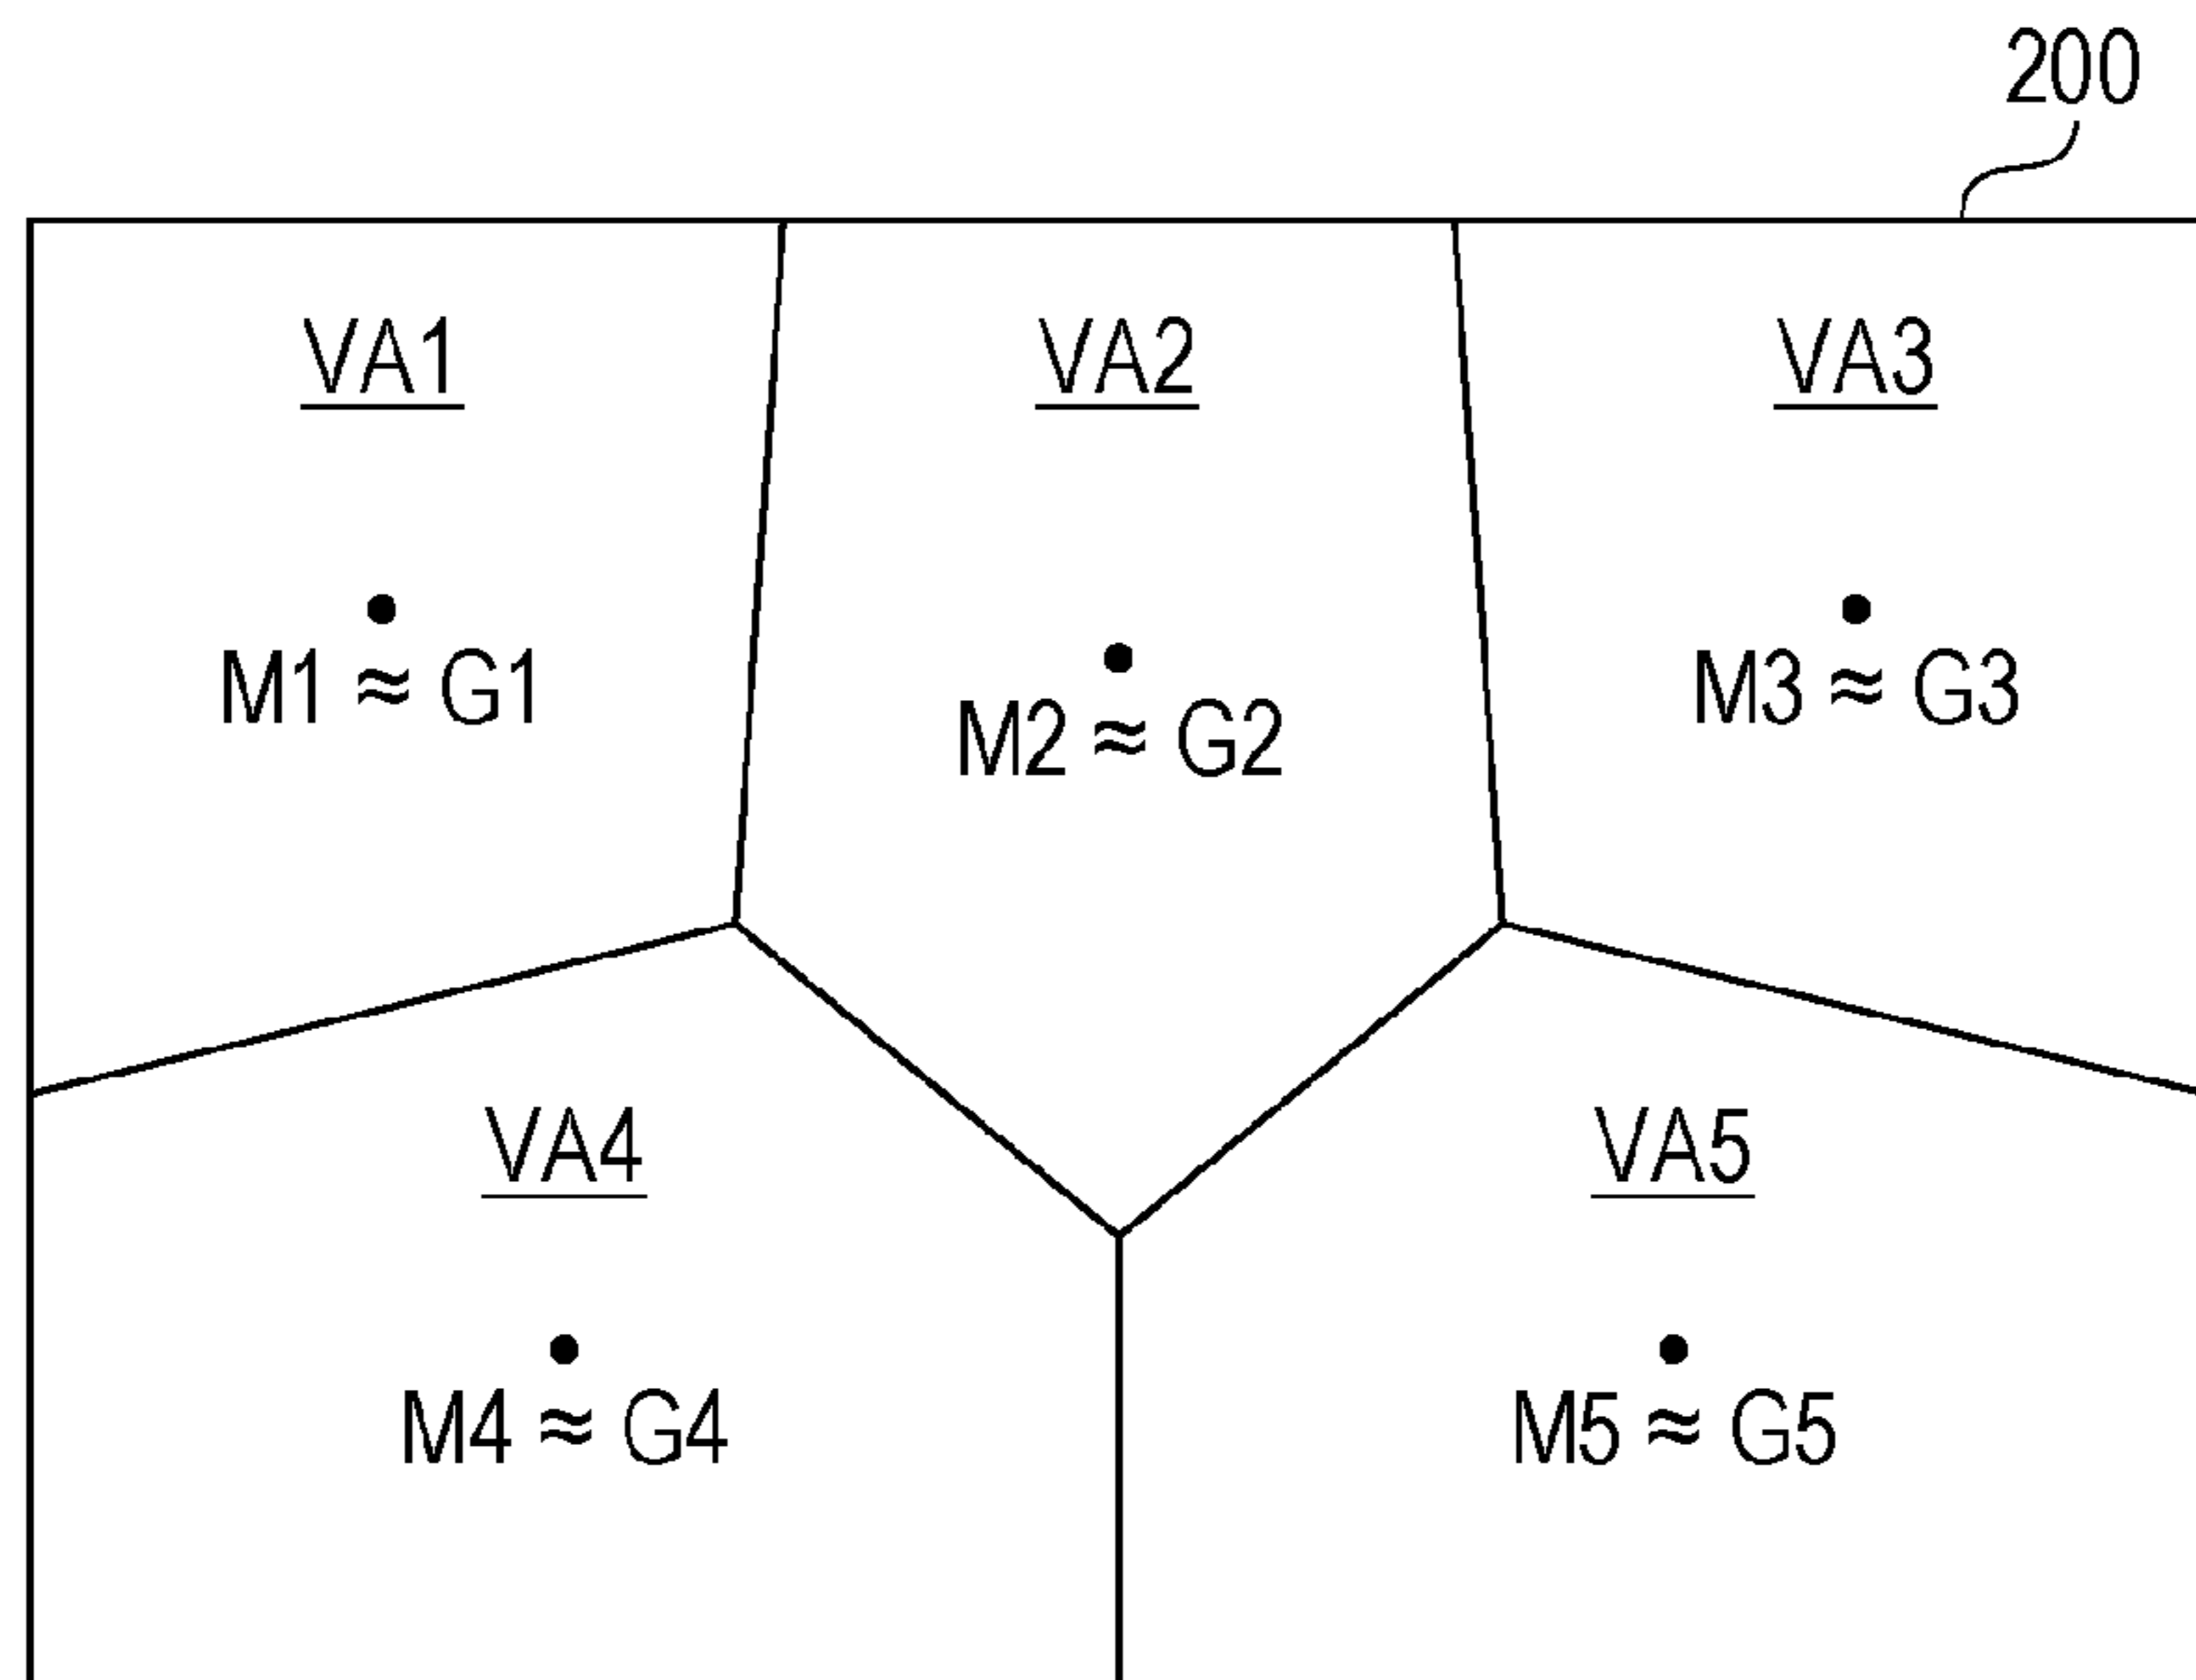 200
VA1
VA2
VA3
M1 ≈ G1
M2 ≈ G2
M3 ≈ G3
VA4
VA5
M4 ≈ G4
M5 ≈ G5